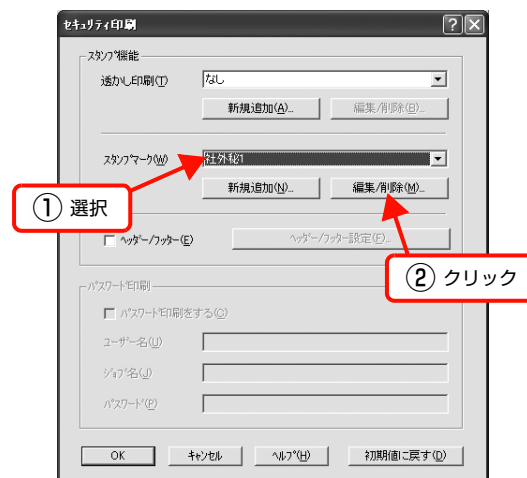 セキュリティ印刷
スタンプ機能
透かし印刷(T)
なし
新規追加(A)...
編集/削除(B)...
スタンプマーク(W)
社外秘1
新規追加(N)...
編集/削除(M)...
① 選択
ヘッダー/フッター(E)
ヘッダー/フッター設定(F)...
② クリック
パスワード印刷
パスワード印刷をする(C)
ユーザー名(U)
ジョブ名(J)
パスワード(P)
OK
キャンセル
ヘルプ(H)
初期値に戻す(D)